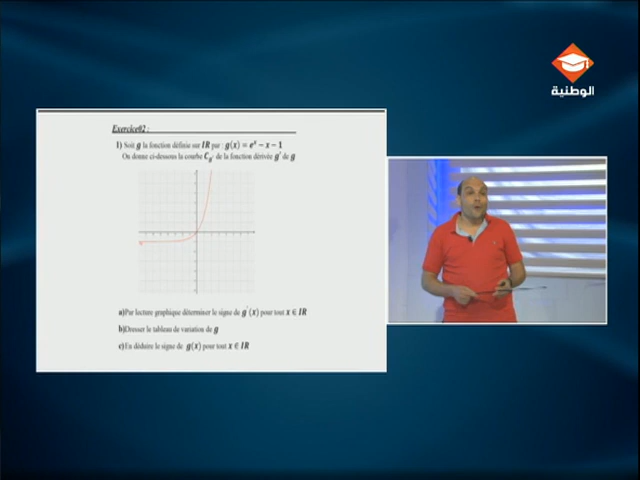 الوطنية
Exercice02 :
1) Soit g la fonction définie sur IR par : g(x) = eˣ − x − 1
On donne ci-dessous la courbe C_g' de la fonction dérivée g' de g
a)Par lecture graphique déterminer le signe de g'(x) pour tout x ∈ IR
b)Dresser le tableau de variation de g
c)En déduire le signe de g(x) pour tout x ∈ IR